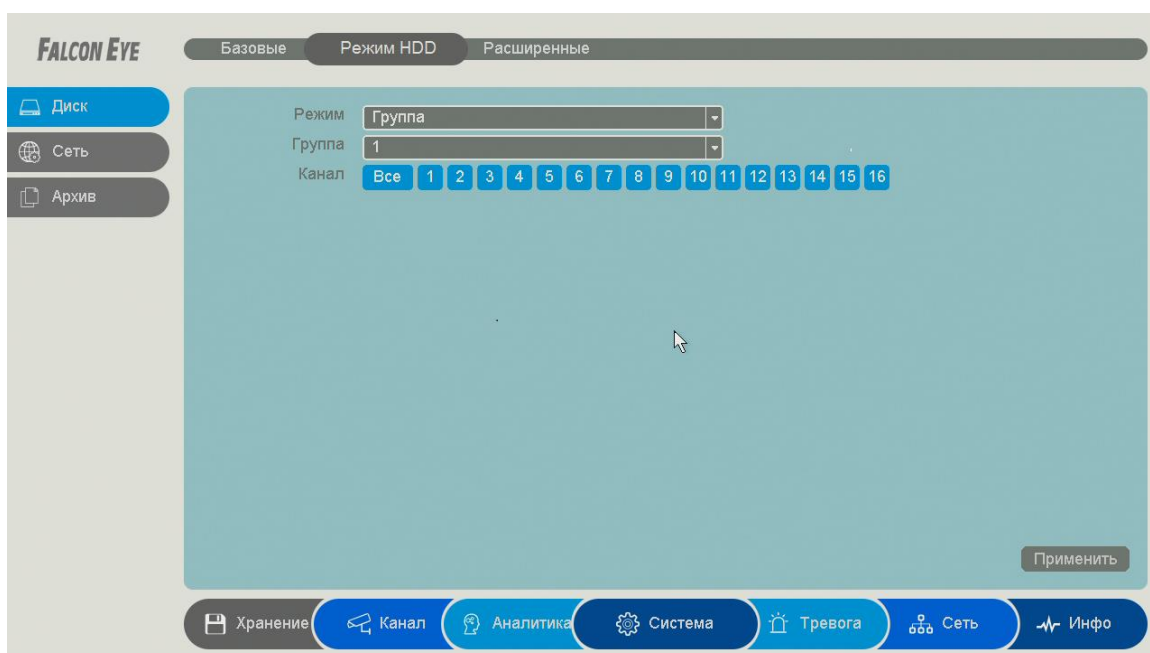 FALCON EYE
Базовые Режим HDD Расширенные
Диск
Сеть
Архив
Режим Группа
Группа 1
Канал Все 1 2 3 4 5 6 7 8 9 10 11 12 13 14 15 16
Применить
Хранение Канал Аналитика Система Тревога Сеть Инфо